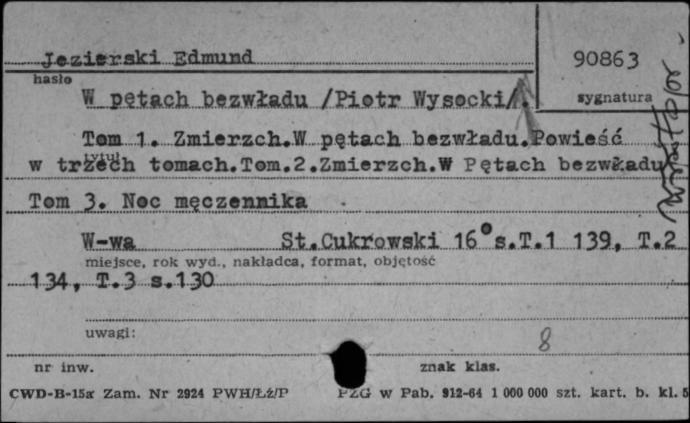 Jezierski Edmund
90863
hasło
sygnatura
W pętach bezwładu /Piotr Wysocki/.
Tom 1. Zmierzch.W pętach bezwładu.Powieść
tytuł
w trzech tomach.Tom.2.Zmierzch.W Pętach bezwładu
Tom 3. Noc męczennika
W-wa St.Cukrowski 16° s.T.1 139, T.2
miejsce, rok wyd., nakładca, format, objętość
134, T.3 s.130
uwagi:
8
nr inw.
znak klas.
CWD-B-15a Zam. Nr 2924 PWH/Łź/P PZG w Pab. 912-64 1 000 000 szt. kart. b. kl. 5